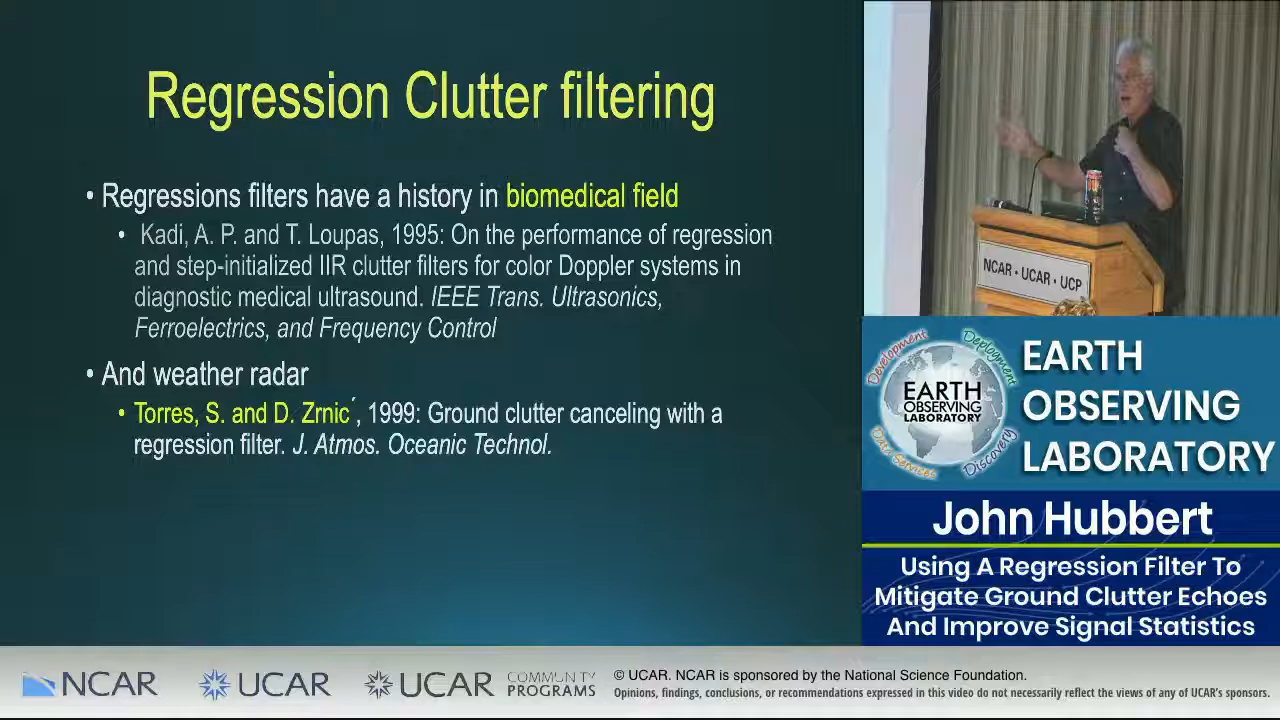 Regression Clutter filtering
• Regressions filters have a history in biomedical field
• Kadi, A. P. and T. Loupas, 1995: On the performance of regression
and step-initialized IIR clutter filters for color Doppler systems in
diagnostic medical ultrasound. IEEE Trans. Ultrasonics,
Ferroelectrics, and Frequency Control
• And weather radar
• Torres, S. and D. Zrnic´, 1999: Ground clutter canceling with a
regression filter. J. Atmos. Oceanic Technol.
NCAR • UCAR • UCP
Development
Deployment
EARTH
OBSERVING
LABORATORY
Data Services
Discovery
EARTH
OBSERVING
LABORATORY
John Hubbert
Using A Regression Filter To
Mitigate Ground Clutter Echoes
And Improve Signal Statistics
NCAR
UCAR
UCAR
COMMUNITY
PROGRAMS
© UCAR. NCAR is sponsored by the National Science Foundation.
Opinions, findings, conclusions, or recommendations expressed in this video do not necessarily reflect the views of any of UCAR's sponsors.